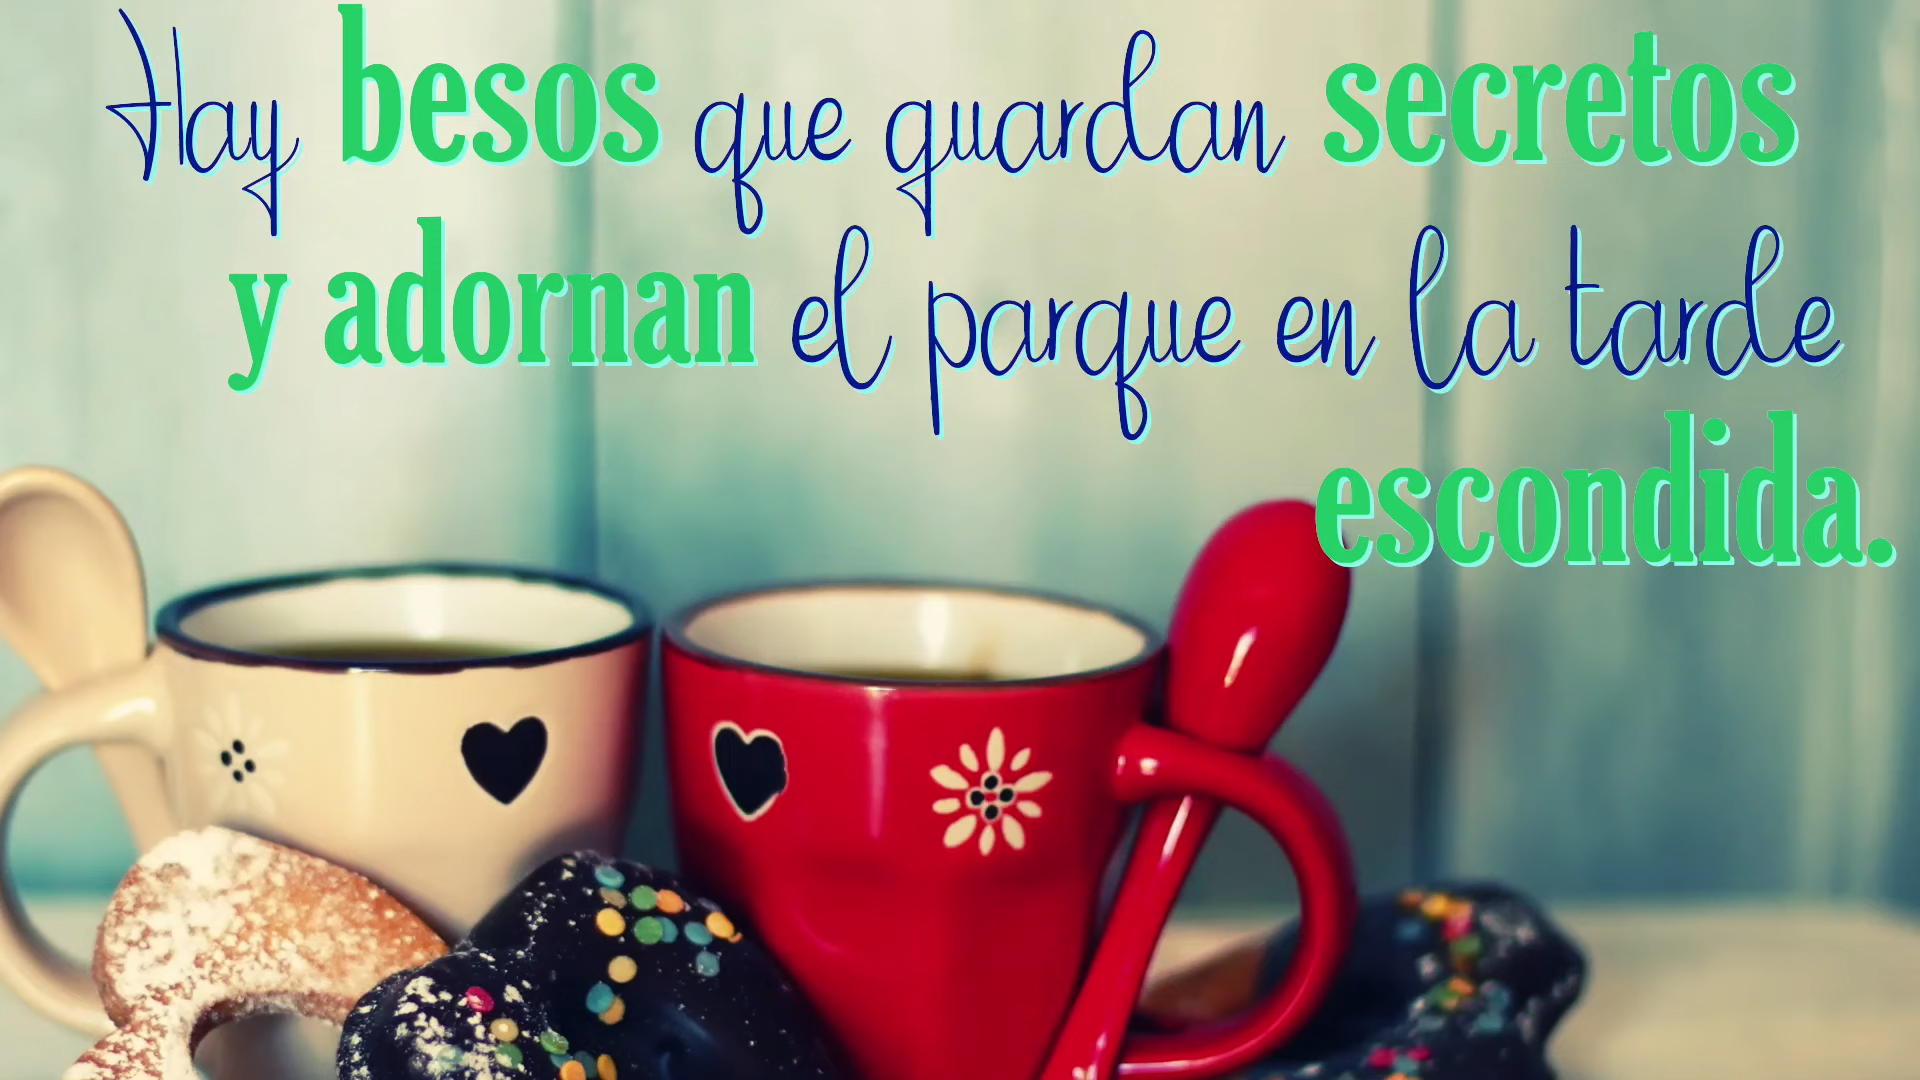 Hay besos que guardan secretos
y adornan el parque en la tarde
escondida.